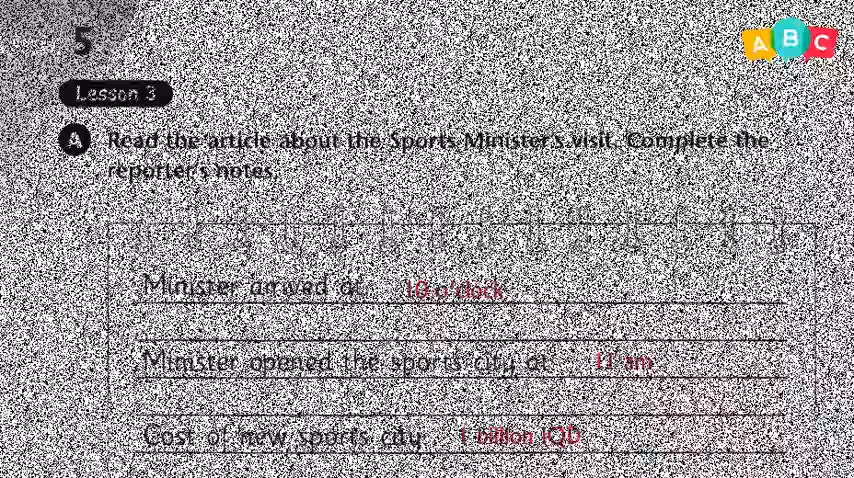 5
ABC
Lesson 3
A Read the article about the Sports Minister's visit. Complete the
reporter's notes.
Minister arrived at 10 o'clock
Minister opened the sports city at 11 am
Cost of new sports city 1 billion IQD